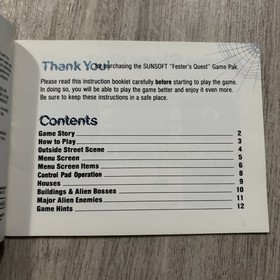 Thank You for purchasing the SUNSOFT "Fester's Quest" Game Pak.
Please read this instruction booklet carefully before starting to play the game.
In doing so, you will be able to play the game better and enjoy it even more.
Be sure to keep these instructions in a safe place.
Contents
Game Story 2
How to Play 3
Outside Street Scene 4
Menu Screen 5
Menu Screen Items 6
Control Pad Operation 8
Houses 9
Buildings & Alien Bosses 10
Major Alien Enemies 11
Game Hints 12